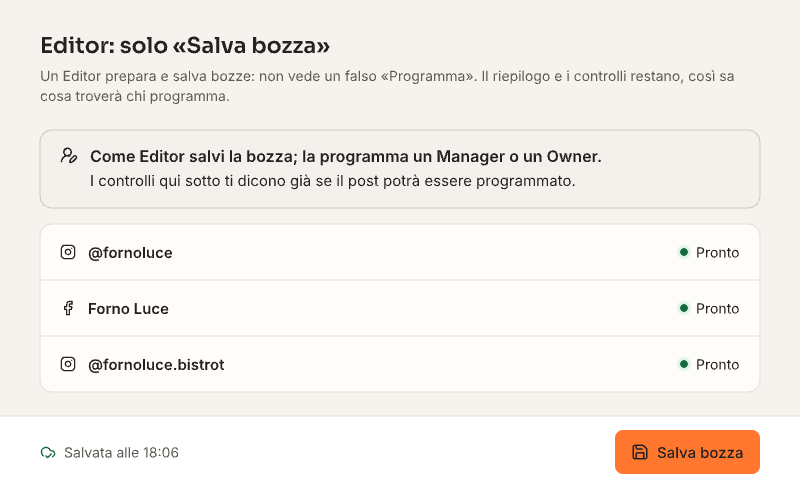 Editor: solo «Salva bozza»
Un Editor prepara e salva bozze: non vede un falso «Programma». Il riepilogo e i controlli restano, così sa
cosa troverà chi programma.
Come Editor salvi la bozza; la programma un Manager o un Owner.
I controlli qui sotto ti dicono già se il post potrà essere programmato.
@fornoluce Pronto
Forno Luce Pronto
@fornoluce.bistrot Pronto
Salvata alle 18:06 Salva bozza